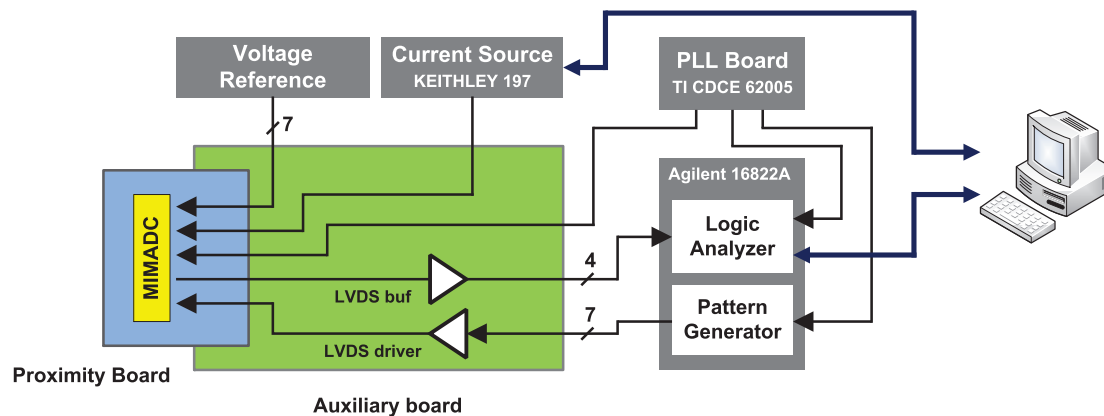 Voltage
Reference
Current Source
KEITHLEY 197
PLL Board
TI CDCE 62005
7
Agilent 16822A
MIMADC
Logic
Analyzer
4
LVDS buf
7
Pattern
Generator
LVDS driver
Proximity Board
Auxiliary board